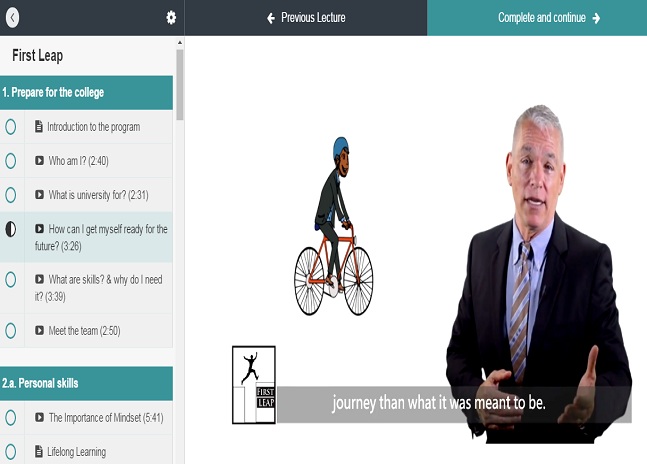 Previous Lecture
Complete and continue
First Leap
1. Prepare for the college
Introduction to the program
Who am I? (2:40)
What is university for? (2:31)
How can I get myself ready for the
future? (3:26)
What are skills? & why do I need
it? (3:39)
Meet the team (2:50)
2.a. Personal skills
The Importance of Mindset (5:41)
Lifelong Learning
FIRST
LEAP
journey than what it was meant to be.